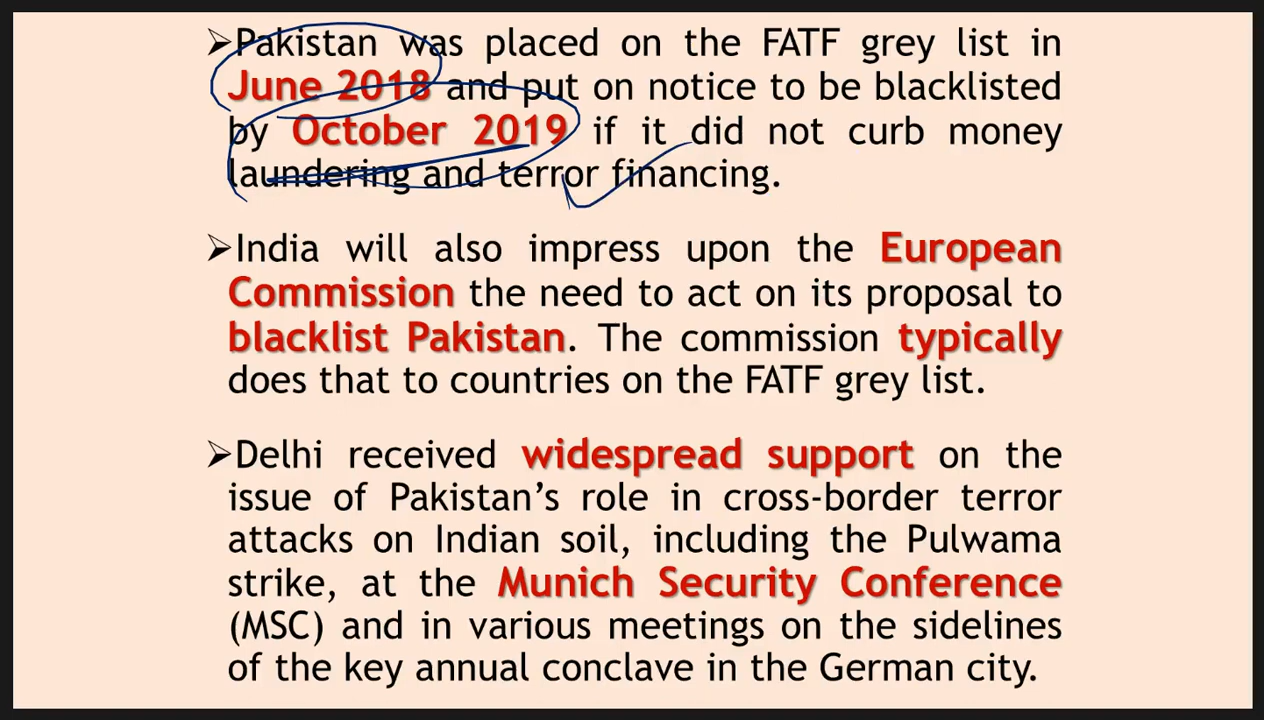 ➢Pakistan was placed on the FATF grey list in
June 2018 and put on notice to be blacklisted
by October 2019 if it did not curb money
laundering and terror financing.
➢India will also impress upon the European
Commission the need to act on its proposal to
blacklist Pakistan. The commission typically
does that to countries on the FATF grey list.
➢Delhi received widespread support on the
issue of Pakistan’s role in cross-border terror
attacks on Indian soil, including the Pulwama
strike, at the Munich Security Conference
(MSC) and in various meetings on the sidelines
of the key annual conclave in the German city.